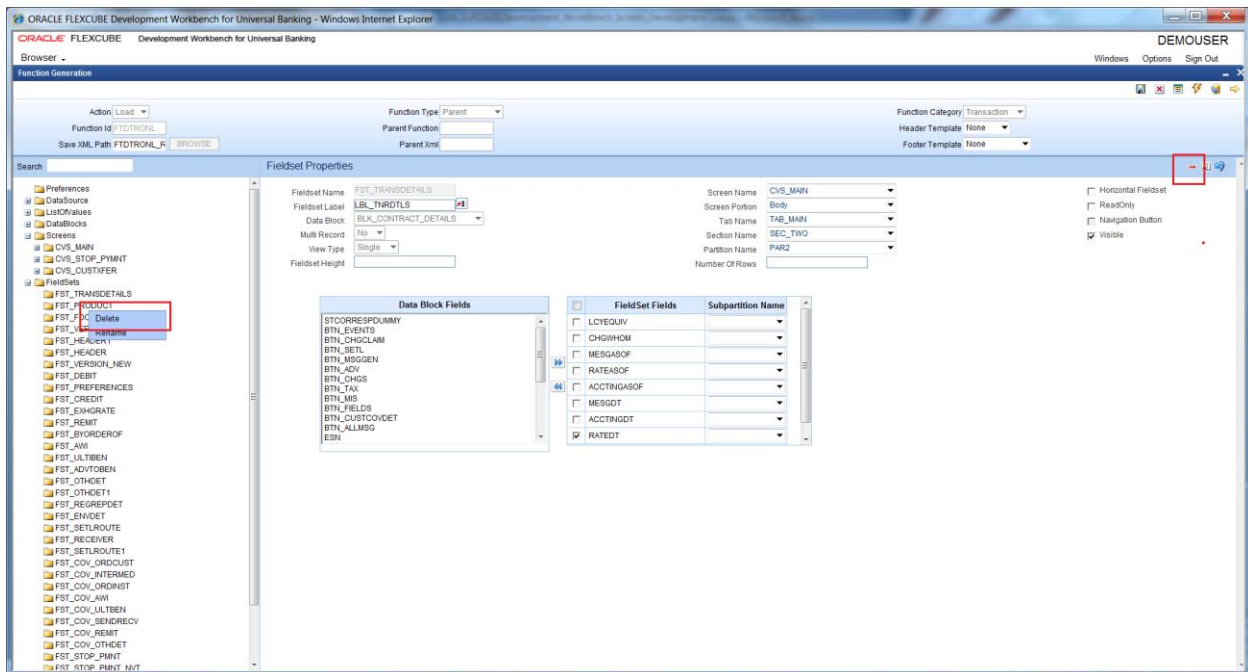 ORACLE FLEXCUBE Development Workbench for Universal Banking - Windows Internet Explorer
ORACLE FLEXCUBE Development Workbench for Universal Banking
DEMOUSER
Browser
Windows Options Sign Out
Function Generation
Action Load
Function Type Parent
Function Category Transaction
Function Id FTDTRONL
Parent Function
Header Template None
Save XML Path FTDTRONL_R BROWSE
Parent Xml
Footer Template None
Search
Fieldset Properties
Preferences
DataSource
ListOfValues
DataBlocks
Screens
CVS_MAIN
CVS_STOP_PYMNT
CVS_CUSTXFER
FieldSets
FST_TRANSDETAILS
FST_PRODUCT
Delete
Rename
FST_HEADER1
FST_HEADER
FST_VERSION_NEW
FST_DEBIT
FST_PREFERENCES
FST_CREDIT
FST_EXHGRATE
FST_REMIT
FST_BYORDEROF
FST_AWI
FST_ULTIBEN
FST_ADVTOBEN
FST_OTHDET
FST_OTHDET1
FST_REGREPDET
FST_ENVDET
FST_SETLROUTE
FST_RECEIVER
FST_SETLROUTE1
FST_COV_ORDCUST
FST_COV_INTERMED
FST_COV_ORDINST
FST_COV_AWI
FST_COV_ULTBEN
FST_COV_SENDRECV
FST_COV_REMIT
FST_COV_OTHDET
FST_STOP_PMNT
FST_STOP_PMNT_NVT
Fieldset Name FST_TRANSDETAILS
Fieldset Label LBL_TNRDTLS
Data Block BLK_CONTRACT_DETAILS
Multi Record No
View Type Single
Fieldset Height
Screen Name CVS_MAIN
Screen Portion Body
Tab Name TAB_MAIN
Section Name SEC_TWO
Partition Name PAR2
Number Of Rows
Horizontal Fieldset
ReadOnly
Navigation Button
Visible
Data Block Fields
STCORRESPDUMMY
BTN_EVENTS
BTN_CHGCLAIM
BTN_SETL
BTN_MSGGEN
BTN_ADV
BTN_CHGS
BTN_TAX
BTN_MIS
BTN_FIELDS
BTN_CUSTCOVDET
BTN_ALLMSG
ESN
FieldSet Fields Subpartition Name
LCYEQUIV
CHGWHOM
MESGASOF
RATEASOF
ACCTINGASOF
MESGDT
ACCTINGDT
RATEDT